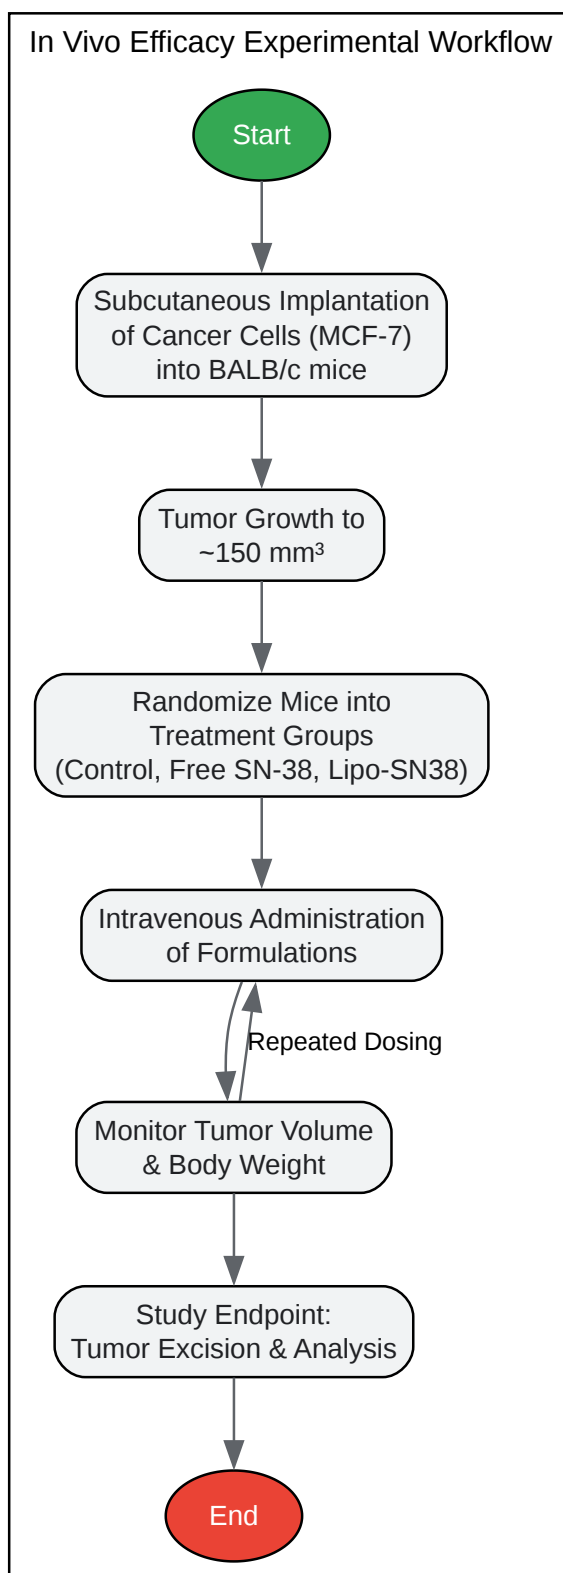 In Vivo Efficacy Experimental Workflow
Start
Subcutaneous Implantation
of Cancer Cells (MCF-7)
into BALB/c mice
Tumor Growth to
~150 mm³
Randomize Mice into
Treatment Groups
(Control, Free SN-38, Lipo-SN38)
Intravenous Administration
of Formulations
Repeated Dosing
Monitor Tumor Volume
& Body Weight
Study Endpoint:
Tumor Excision & Analysis
End